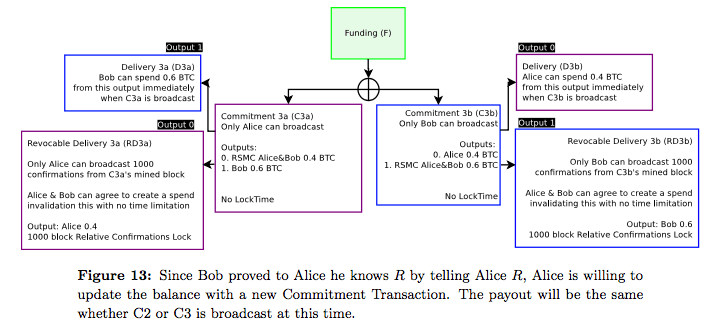 Funding (F)
Output 1
Delivery 3a (D3a)
Bob can spend 0.6 BTC
from this output immediately
when C3a is broadcast
Output 0
Delivery (D3b)
Alice can spend 0.4 BTC
from this output immediately
when C3b is broadcast
Commitment 3a (C3a)
Only Alice can broadcast
Outputs:
0. RSMC Alice&Bob 0.4 BTC
1. Bob 0.6 BTC
No LockTime
Commitment 3b (C3b)
Only Bob can broadcast
Outputs:
0. Alice 0.4 BTC
1. RSMC Alice&Bob 0.6 BTC
No LockTime
Output 0
Revocable Delivery 3a (RD3a)
Only Alice can broadcast 1000
confirmations from C3a's mined block
Alice & Bob can agree to create a spend
invalidation this with no time limitation
Output: Alice 0.4
1000 block Relative Confirmations Lock
Output 1
Revocable Delivery 3b (RD3b)
Only Bob can broadcast 1000
confirmations from C3b's mined block
Alice & Bob can agree to create a spend
invalidating this with no time limitation
Output: Bob 0.6
1000 block Relative Confirmations Lock
Figure 13: Since Bob proved to Alice he knows R by telling Alice R, Alice is willing to
update the balance with a new Commitment Transaction. The payout will be the same
whether C2 or C3 is broadcast at this time.